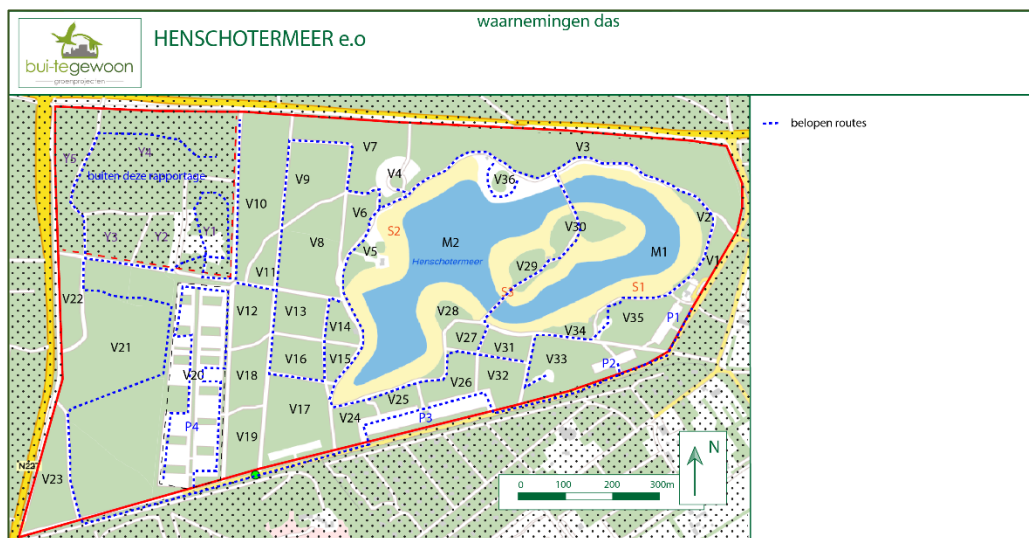 waarnemingen das
HENSCHOTERMEER e.o
bui-tegewoon
groenprojecten
belopen routes
V7
V3
Y4
Y5
buiten deze rapportage
V9
V4
V36
V10
V6
V2
Y3
Y2
Y1
V8
S2
V5
M2
V30
M1
V1
Henschotermeer
V29
V11
S3
S1
V22
V12
V13
V14
V28
V35
P1
V21
V27
V31
V34
V16
V15
V33
P2
V20
V18
V26
V32
V17
V25
V24
P3
P4
V19
N227
V23
N
0 100 200 300m